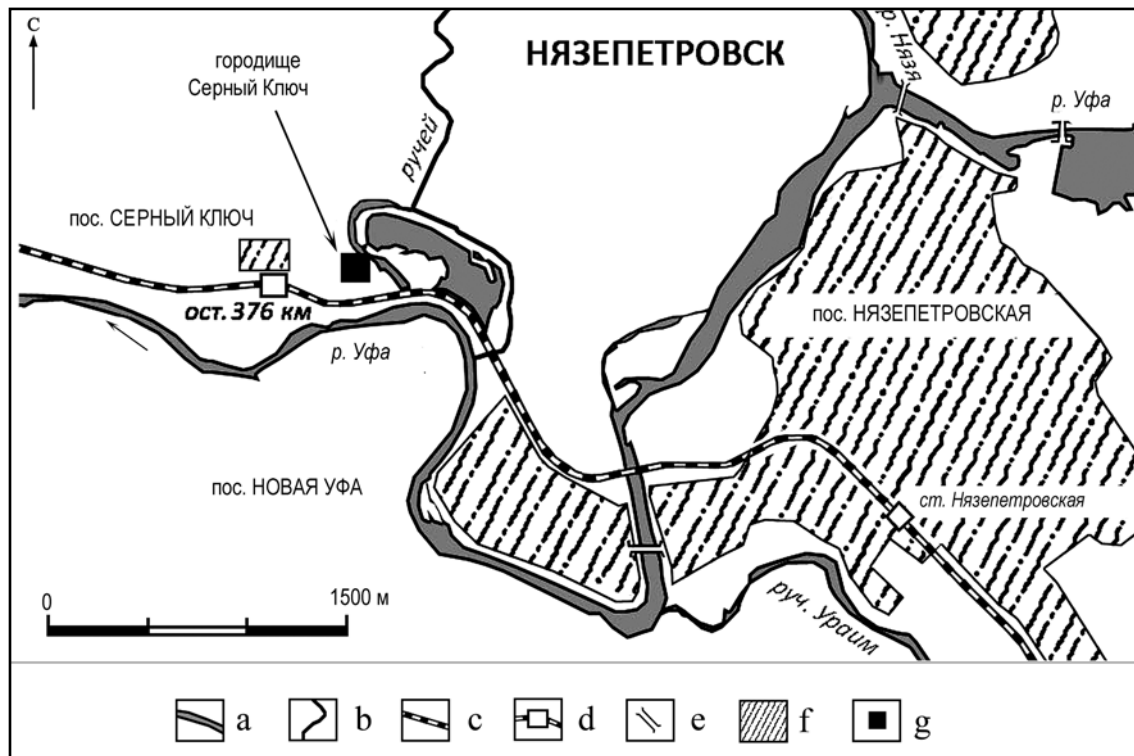 С
НЯЗЕПЕТРОВСК
городище
Серный Ключ
ручей
р. Нязя
р. Уфа
пос. СЕРНЫЙ КЛЮЧ
ост. 376 км
р. Уфа
пос. НЯЗЕПЕТРОВСКАЯ
пос. НОВАЯ УФА
ст. Нязепетровская
0 1500 м
руч. Ураим
a b c d e f g